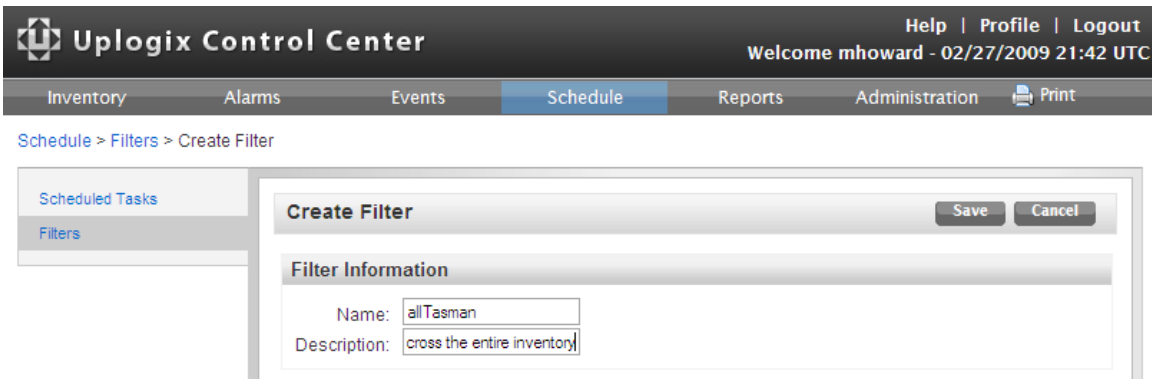 Uplogix Control Center
Help | Profile | Logout
Welcome mhoward - 02/27/2009 21:42 UTC
Inventory Alarms Events Schedule Reports Administration Print
Schedule > Filters > Create Filter
Scheduled Tasks
Filters
Create Filter Save Cancel
Filter Information
Name: allTasman
Description: cross the entire inventory